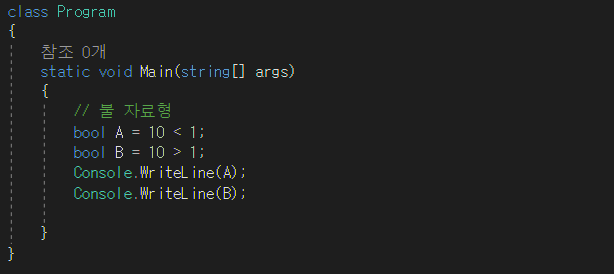 class Program
{
참조 0개
static void Main(string[] args)
{
// 불 자료형
bool A = 10 < 1;
bool B = 10 > 1;
Console.WriteLine(A);
Console.WriteLine(B);
}
}